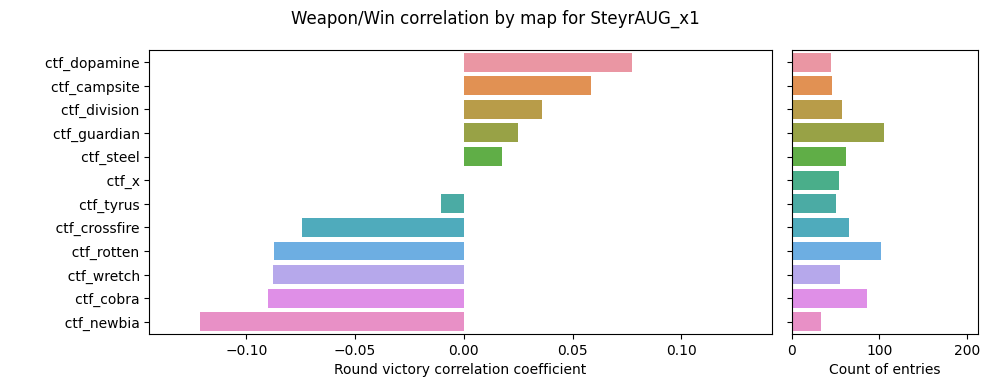 Weapon/Win correlation by map for SteyrAUG_x1
ctf_dopamine
ctf_campsite
ctf_division
ctf_guardian
ctf_steel
ctf_x
ctf_tyrus
ctf_crossfire
ctf_rotten
ctf_wretch
ctf_cobra
ctf_newbia
−0.10 −0.05 0.00 0.05 0.10
Round victory correlation coefficient
0 100 200
Count of entries